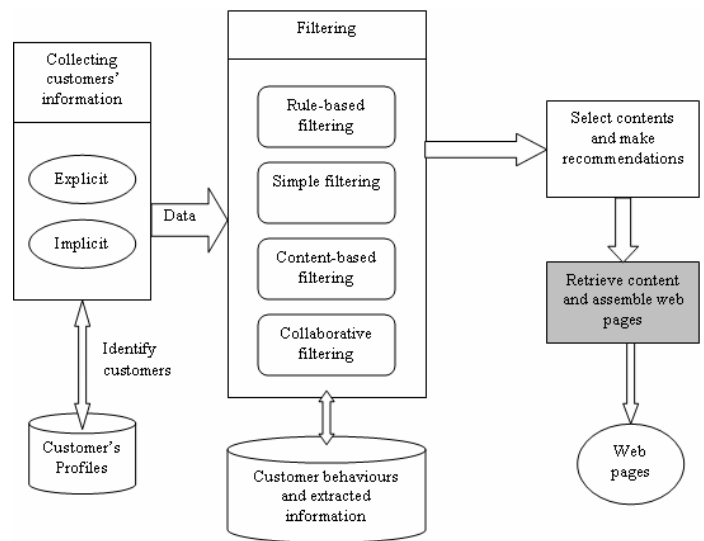 Collecting
customers'
information
Explicit
Implicit
Identify
customers
Customer's
Profiles
Data
Filtering
Rule-based
filtering
Simple filtering
Content-based
filtering
Collaborative
filtering
Customer behaviours
and extracted
information
Select contents
and make
recommendations
Retrieve content
and assemble web
pages
Web
pages